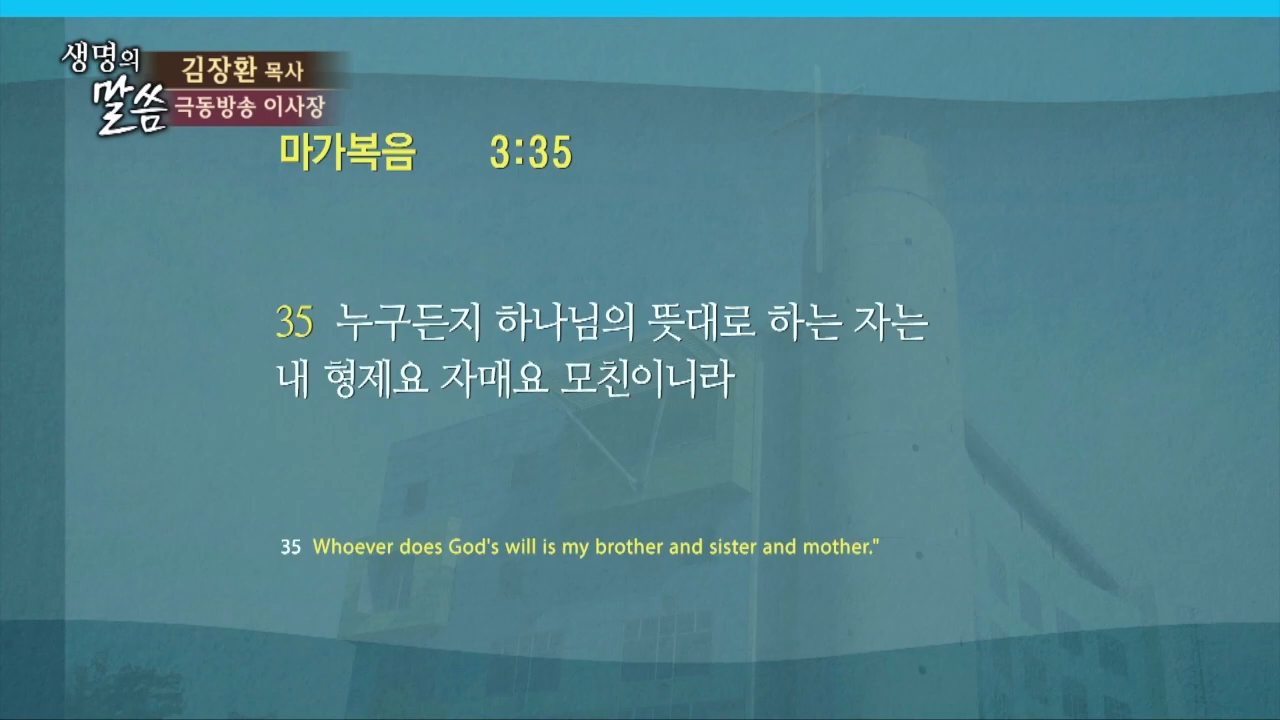 생명의
말씀
김장환 목사
극동방송 이사장
마가복음 3:35
35 누구든지 하나님의 뜻대로 하는 자는
내 형제요 자매요 모친이니라
35 Whoever does God's will is my brother and sister and mother."